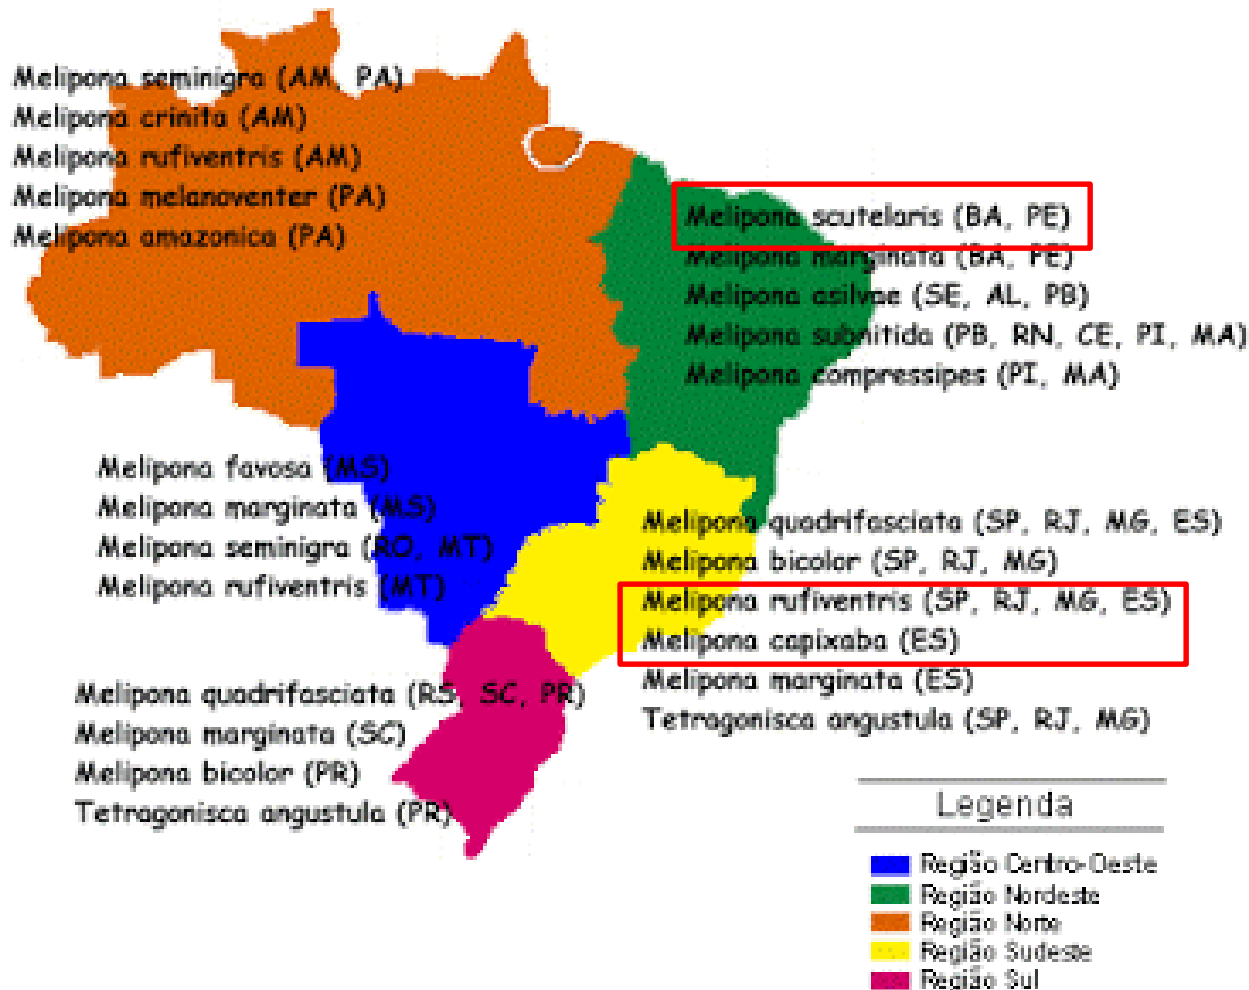 Melipona seminigra (AM, PA)
Melipona crinita (AM)
Melipona rufiventris (AM)
Melipona melanoventer (PA)
Melipona amazonica (PA)
Melipona scutelaris (BA, PE)
Melipona marginata (BA, PE)
Melipona asilvae (SE, AL, PB)
Melipona subnitida (PB, RN, CE, PI, MA)
Melipona compressipes (PI, MA)
Melipona favosa (MS)
Melipona marginata (MS)
Melipona seminigra (RO, MT)
Melipona rufiventris (MT)
Melipona quadrifasciata (SP, RJ, MG, ES)
Melipona bicolor (SP, RJ, MG)
Melipona rufiventris (SP, RJ, MG, ES)
Melipona capixaba (ES)
Melipona marginata (ES)
Tetragonisca angustula (SP, RJ, MG)
Melipona quadrifasciata (RS, SC, PR)
Melipona marginata (SC)
Melipona bicolor (PR)
Tetragonisca angustula (PR)
Legenda
Região Centro-Oeste
Região Nordeste
Região Norte
Região Sudeste
Região Sul